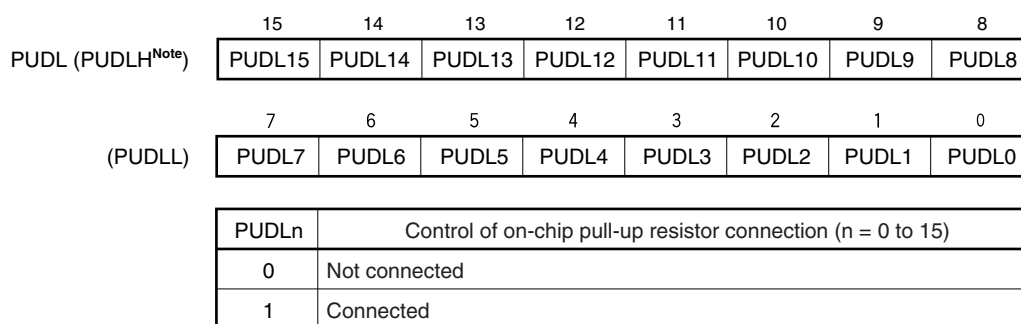 15 14 13 12 11 10 9 8
PUDL (PUDLHNote) PUDL15 PUDL14 PUDL13 PUDL12 PUDL11 PUDL10 PUDL9 PUDL8
7 6 5 4 3 2 1 0
(PUDLL) PUDL7 PUDL6 PUDL5 PUDL4 PUDL3 PUDL2 PUDL1 PUDL0
PUDLn Control of on-chip pull-up resistor connection (n = 0 to 15)
0 Not connected
1 Connected